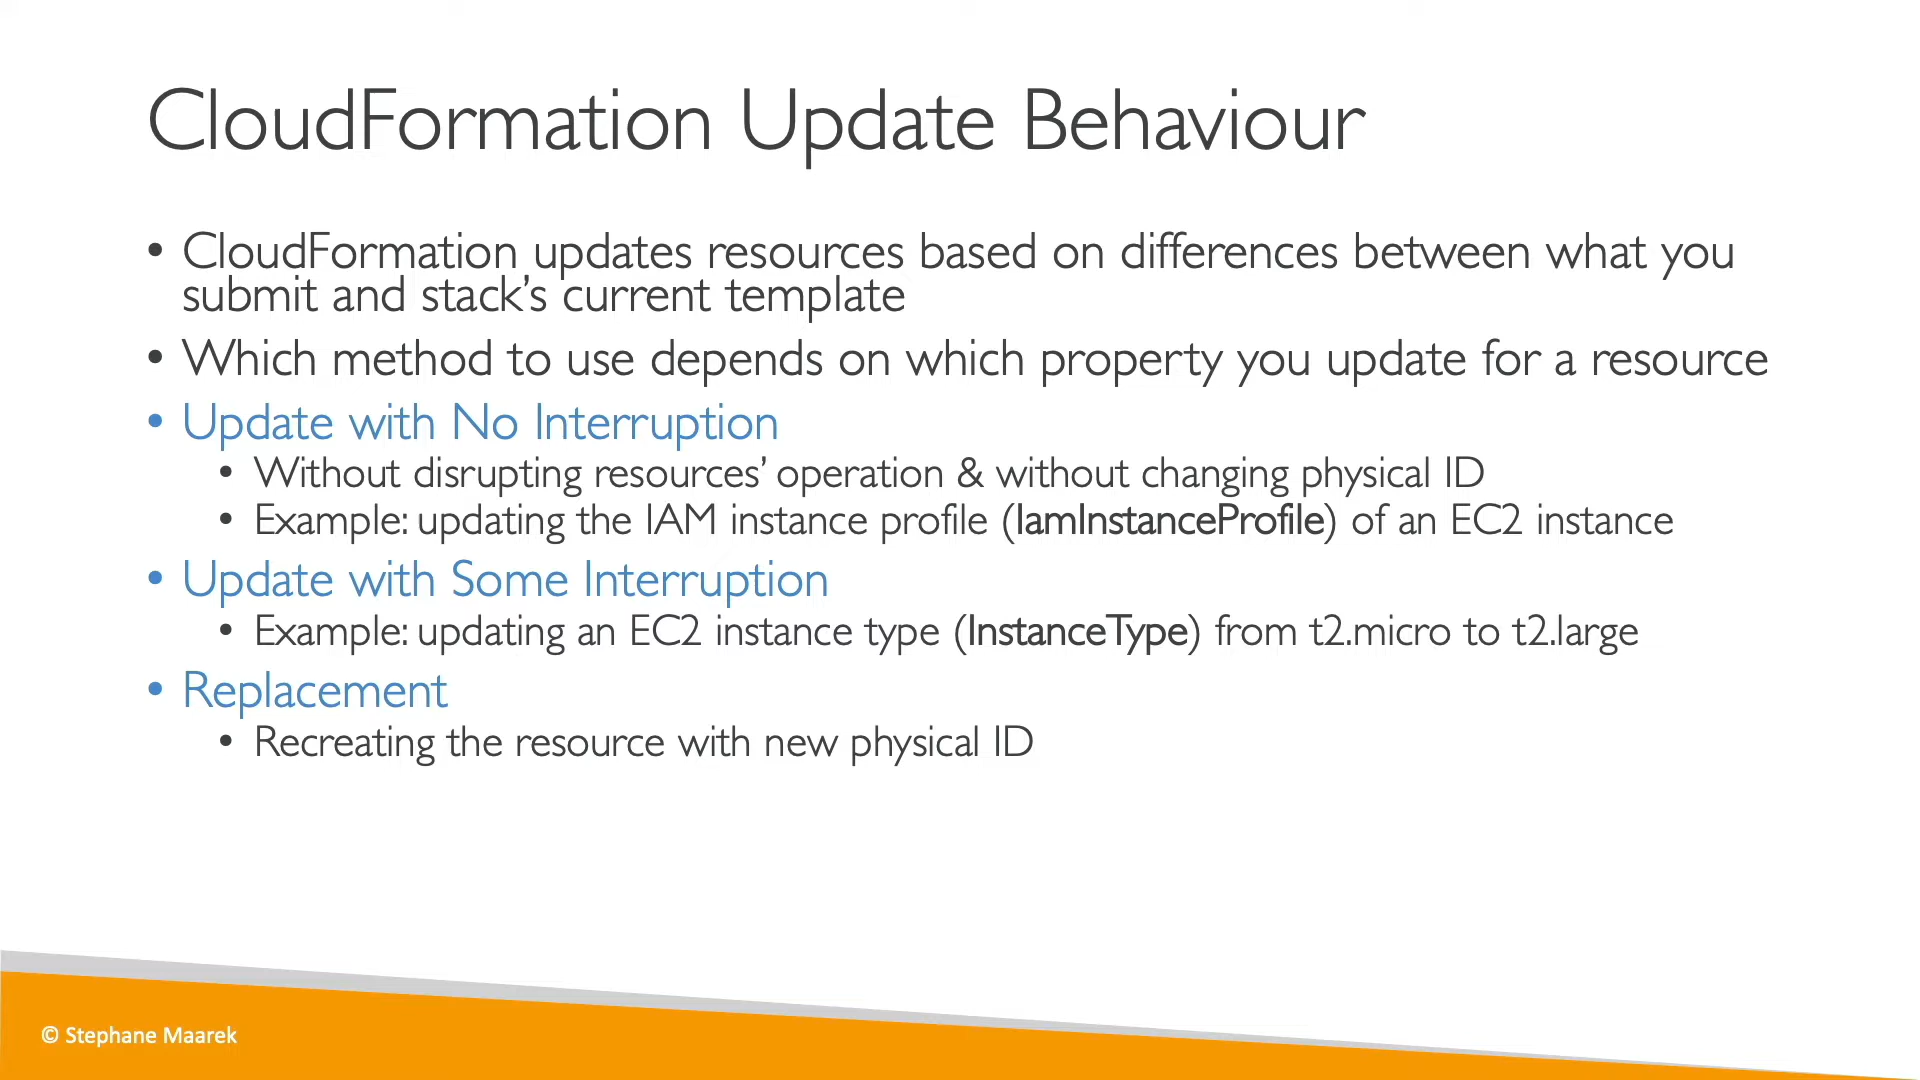 CloudFormation Update Behaviour
• CloudFormation updates resources based on differences between what you
submit and stack’s current template
• Which method to use depends on which property you update for a resource
• Update with No Interruption
• Without disrupting resources’ operation & without changing physical ID
• Example: updating the IAM instance profile (IamInstanceProfile) of an EC2 instance
• Update with Some Interruption
• Example: updating an EC2 instance type (InstanceType) from t2.micro to t2.large
• Replacement
• Recreating the resource with new physical ID
© Stephane Maarek